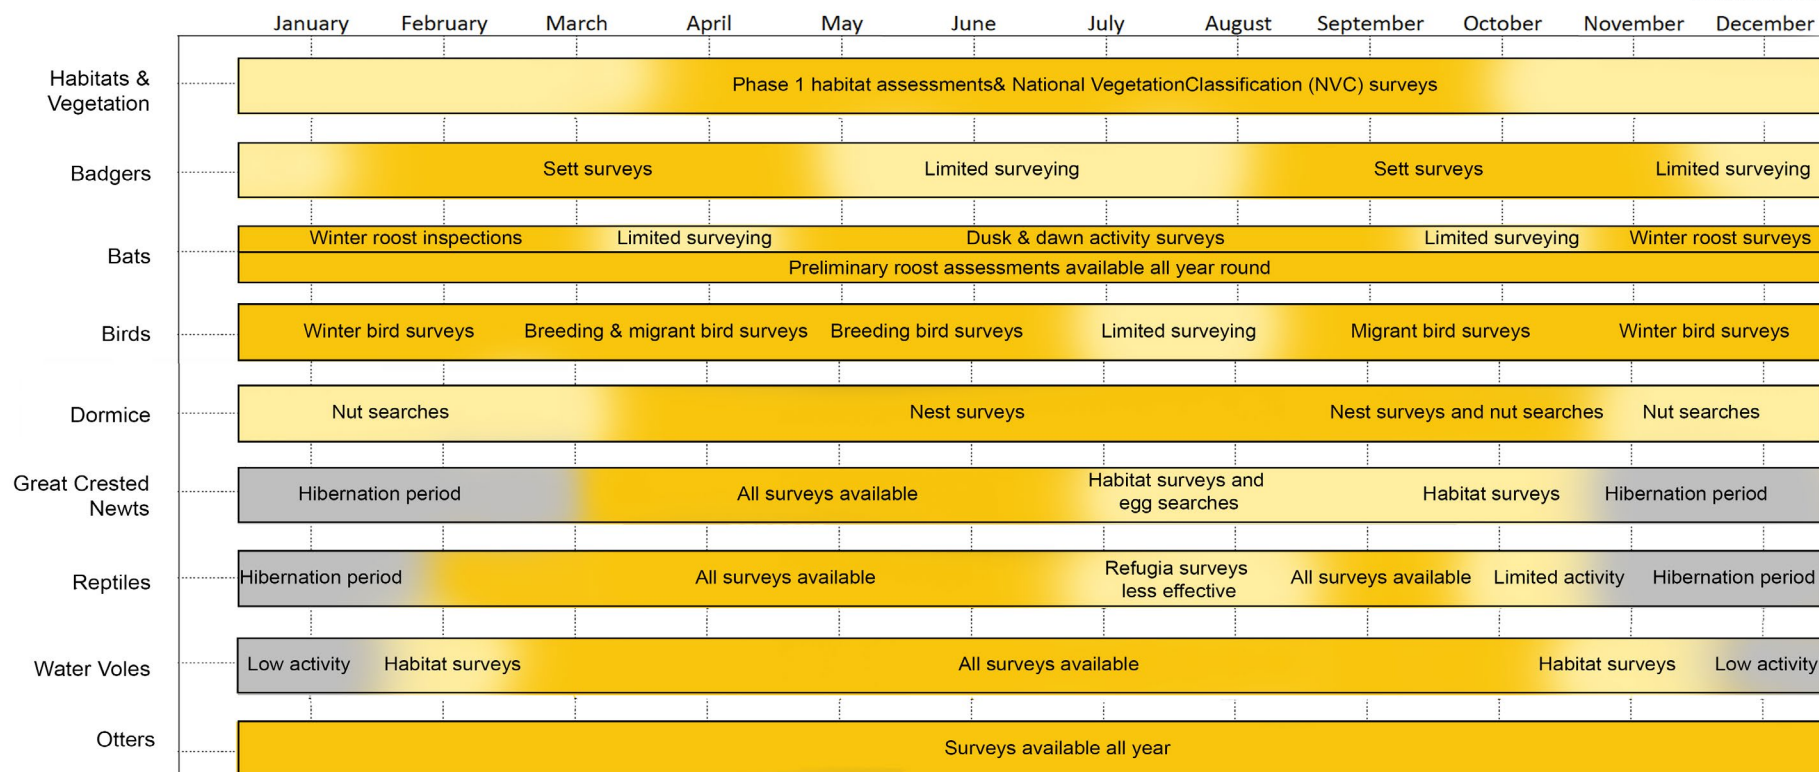 January February March April May June July August September October November December
Habitats &
Vegetation
Phase 1 habitat assessments& National VegetationClassification (NVC) surveys
Badgers
Sett surveys Limited surveying Sett surveys Limited surveying
Bats
Winter roost inspections Limited surveying Dusk & dawn activity surveys Limited surveying Winter roost surveys
Preliminary roost assessments available all year round
Birds
Winter bird surveys Breeding & migrant bird surveys Breeding bird surveys Limited surveying Migrant bird surveys Winter bird surveys
Dormice
Nut searches Nest surveys Nest surveys and nut searches Nut searches
Great Crested
Newts
Hibernation period All surveys available Habitat surveys and
egg searches Habitat surveys Hibernation period
Reptiles
Hibernation period All surveys available Refugia surveys
less effective All surveys available Limited activity Hibernation period
Water Voles
Low activity Habitat surveys All surveys available Habitat surveys Low activity
Otters
Surveys available all year